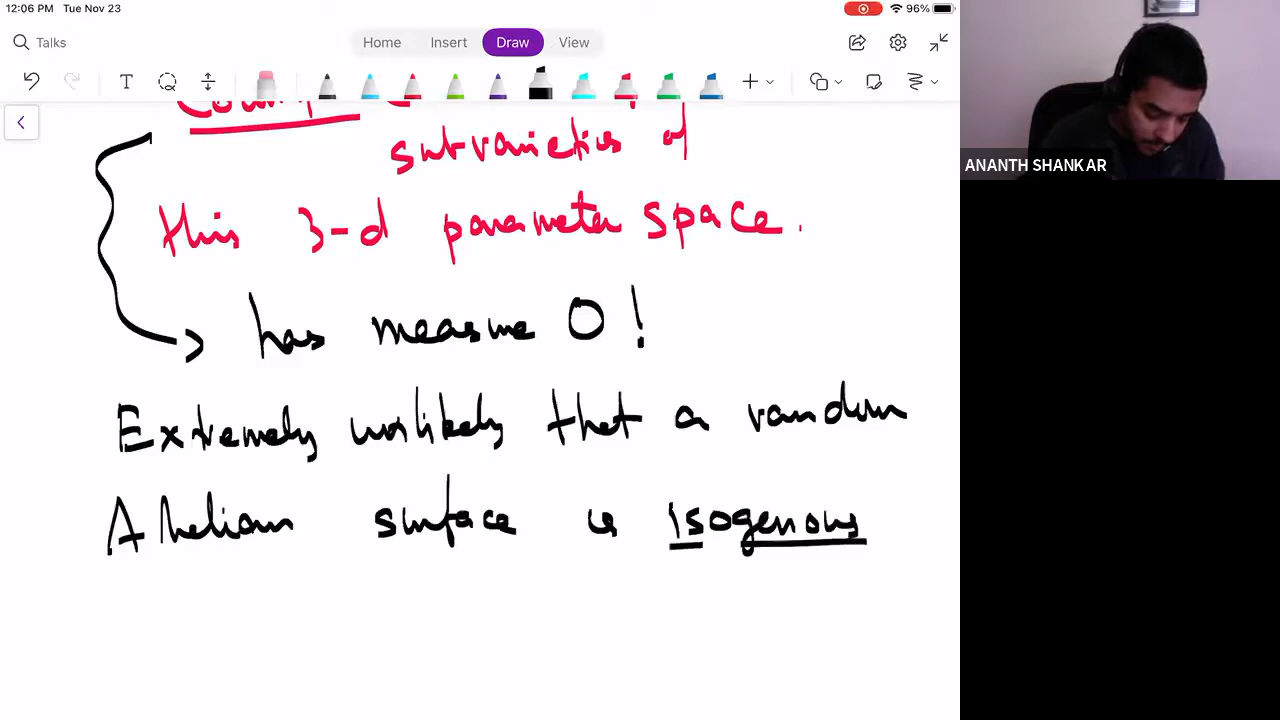 12:06 PM Tue Nov 23
96%
Talks
Home Insert Draw View
T
subvarieties of
this 3-d parameter space.
has measure 0!
Extremely unlikely that a random
Abelian surface is isogenous
ANANTH SHANKAR